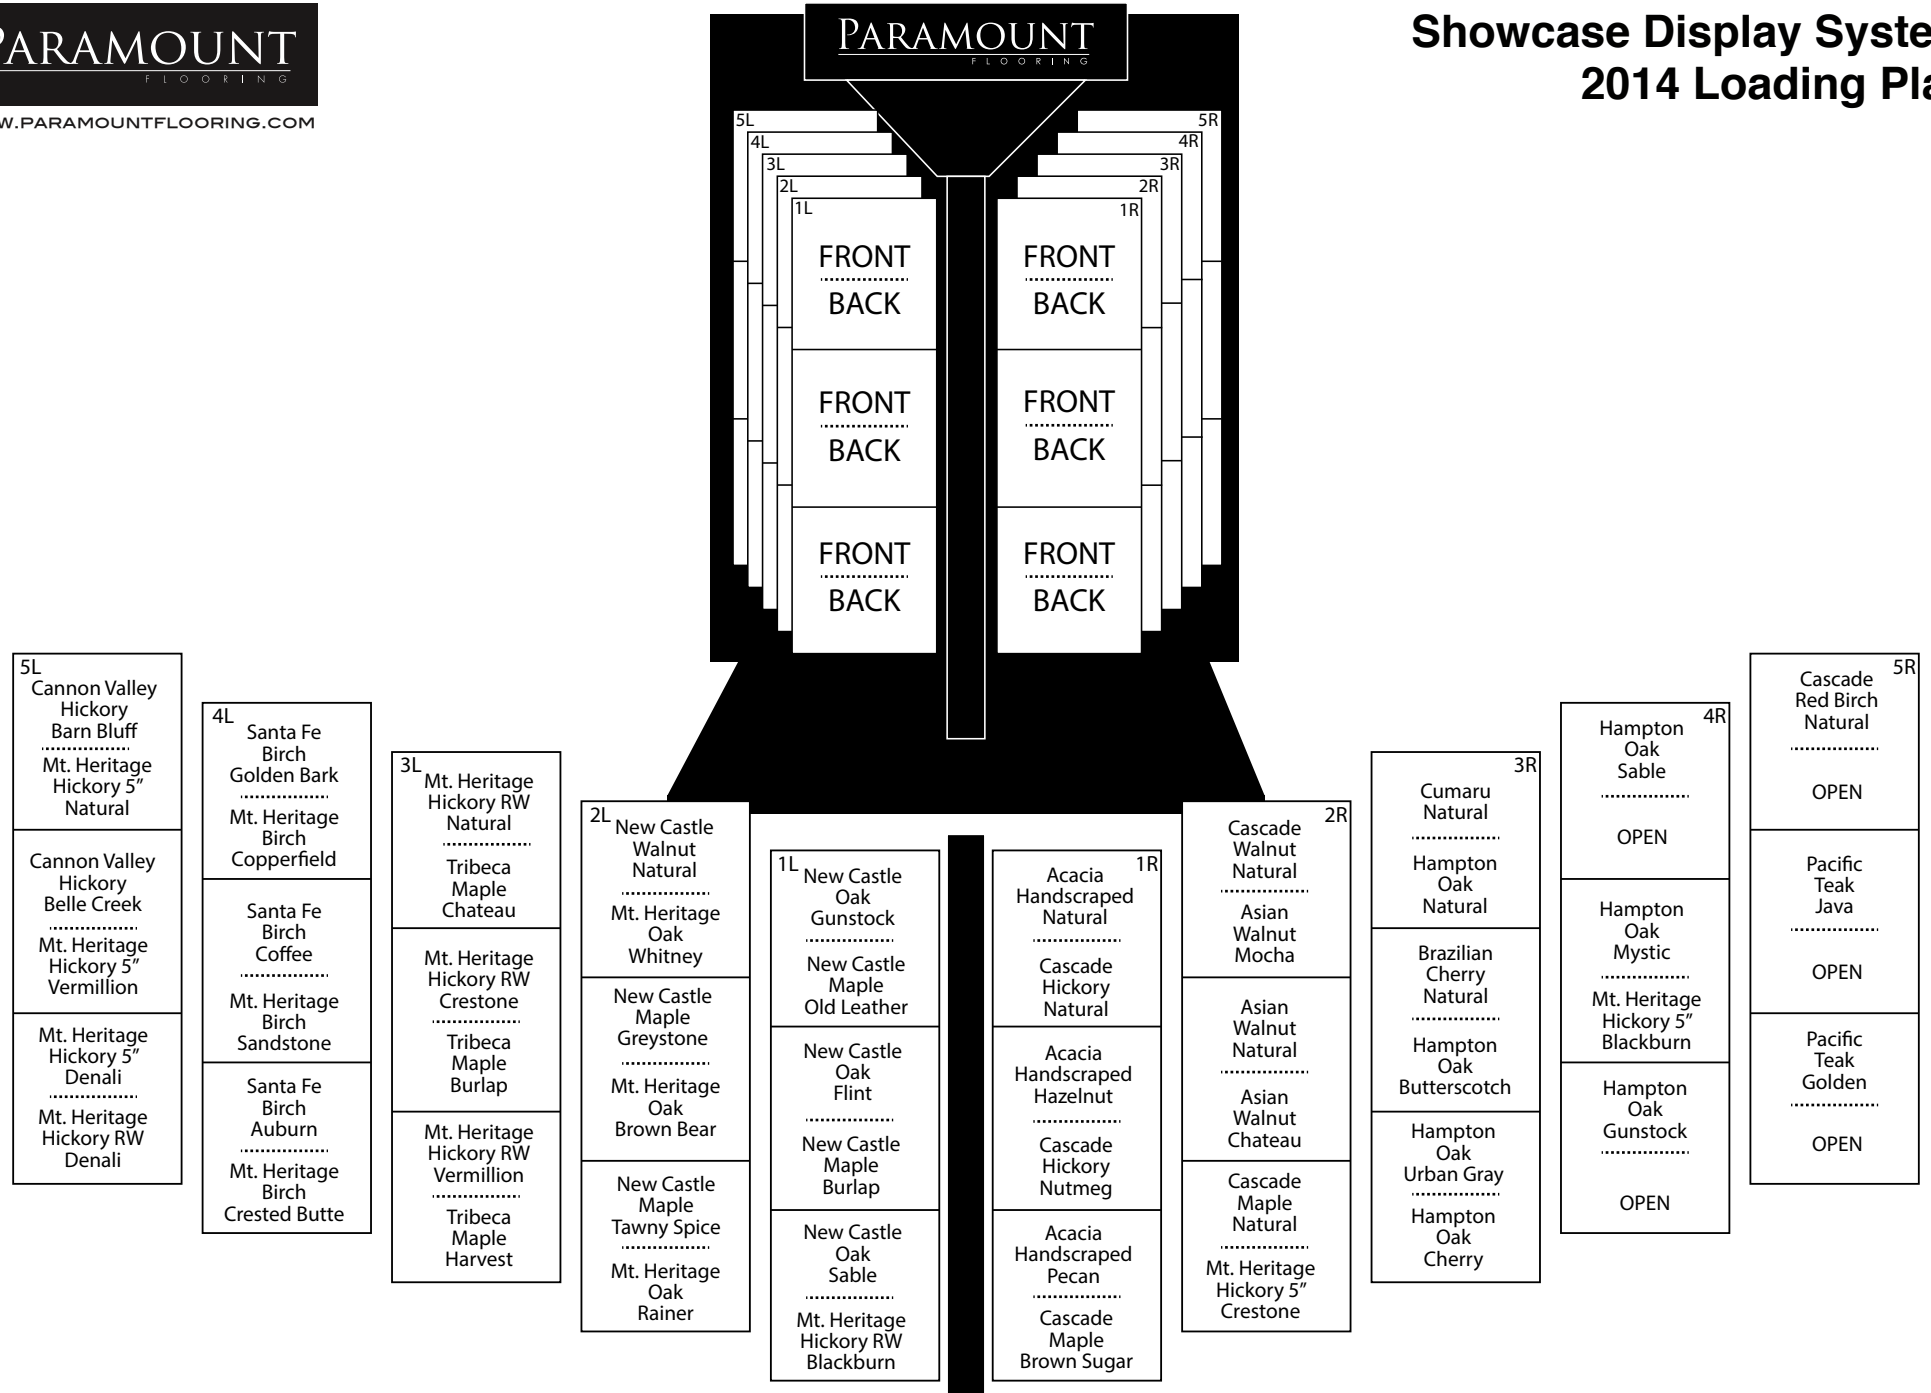 PARAMOUNT
FLOORING
W.PARAMOUNTFLOORING.COM
PARAMOUNT
FLOORING
Showcase Display Syste
2014 Loading Pla
5L
4L
3L
2L
1L
5R
4R
3R
2R
1R
FRONT
BACK
FRONT
BACK
FRONT
BACK
FRONT
BACK
FRONT
BACK
FRONT
BACK
5L
Cannon Valley
Hickory
Barn Bluff
Mt. Heritage
Hickory 5”
Natural
Cannon Valley
Hickory
Belle Creek
Mt. Heritage
Hickory 5”
Vermillion
Mt. Heritage
Hickory 5”
Denali
Mt. Heritage
Hickory RW
Denali
4L
Santa Fe
Birch
Golden Bark
Mt. Heritage
Birch
Copperfield
Santa Fe
Birch
Coffee
Mt. Heritage
Birch
Sandstone
Santa Fe
Birch
Auburn
Mt. Heritage
Birch
Crested Butte
3L
Mt. Heritage
Hickory RW
Natural
Tribeca
Maple
Chateau
Mt. Heritage
Hickory RW
Crestone
Tribeca
Maple
Burlap
Mt. Heritage
Hickory RW
Vermillion
Tribeca
Maple
Harvest
2L
New Castle
Walnut
Natural
Mt. Heritage
Oak
Whitney
New Castle
Maple
Greystone
Mt. Heritage
Oak
Brown Bear
New Castle
Maple
Tawny Spice
Mt. Heritage
Oak
Rainer
1L
New Castle
Oak
Gunstock
New Castle
Maple
Old Leather
New Castle
Oak
Flint
New Castle
Maple
Burlap
New Castle
Oak
Sable
Mt. Heritage
Hickory RW
Blackburn
1R
Acacia
Handscraped
Natural
Cascade
Hickory
Natural
Acacia
Handscraped
Hazelnut
Cascade
Hickory
Nutmeg
Acacia
Handscraped
Pecan
Cascade
Maple
Brown Sugar
2R
Cascade
Walnut
Natural
Asian
Walnut
Mocha
Asian
Walnut
Natural
Asian
Walnut
Chateau
Cascade
Maple
Natural
Mt. Heritage
Hickory 5”
Crestone
3R
Cumaru
Natural
Hampton
Oak
Natural
Brazilian
Cherry
Natural
Hampton
Oak
Butterscotch
Hampton
Oak
Urban Gray
Hampton
Oak
Cherry
4R
Hampton
Oak
Sable
OPEN
Hampton
Oak
Mystic
Mt. Heritage
Hickory 5”
Blackburn
Hampton
Oak
Gunstock
OPEN
5R
Cascade
Red Birch
Natural
OPEN
Pacific
Teak
Java
OPEN
Pacific
Teak
Golden
OPEN